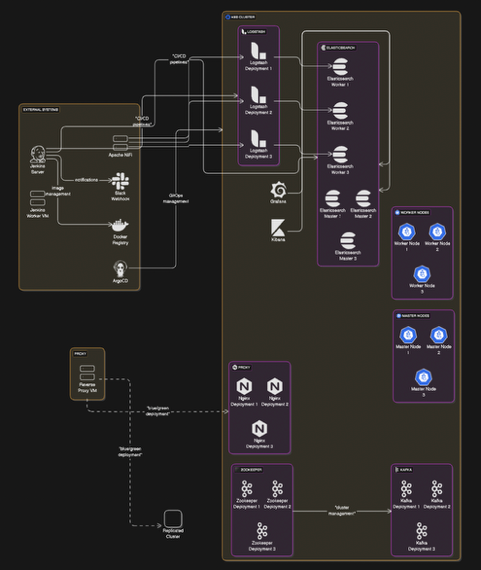 K8S CLUSTER
LOGSTASH
Logstash
Deployment 1
Logstash
Deployment 2
Logstash
Deployment 3
ELASTICSEARCH
Elasticsearch
Worker 1
Elasticsearch
Worker 2
Elasticsearch
Worker 3
Elasticsearch
Master 1
Elasticsearch
Master 2
Elasticsearch
Master 3
"CI/CD
pipelines"
"CI/CD
pipelines"
EXTERNAL SYSTEMS
Jenkins
Server
Apache NiFi
image
management
notifications
Slack
Webhook
Jenkins
Worker VM
Docker
Registry
ArgoCD
GitOps
management
Grafana
Kibana
WORKER NODES
Worker Node
1
Worker Node
2
Worker Node
3
MASTER NODES
Master Node
1
Master Node
2
Master Node
3
PROXY
Reverse
Proxy VM
"blue/green
deployment"
"blue/green
deployment"
Replicated
Cluster
PROXY
Nginx
Deployment 1
Nginx
Deployment 2
Nginx
Deployment 3
ZOOKEEPER
Zookeeper
Deployment 1
Zookeeper
Deployment 2
Zookeeper
Deployment 3
"cluster
management"
KAFKA
Kafka
Deployment 1
Kafka
Deployment 2
Kafka
Deployment 3